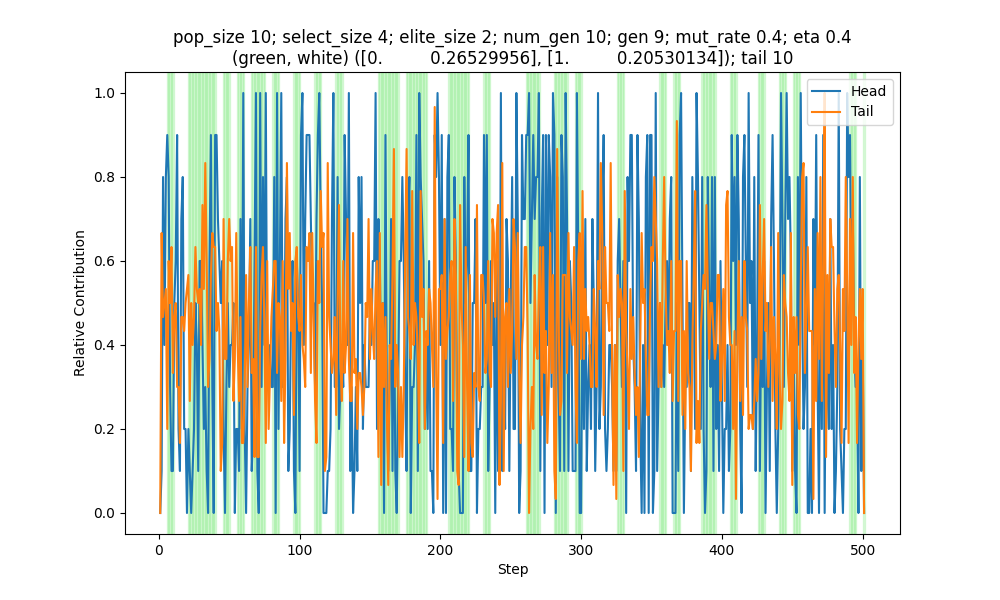 pop_size 10; select_size 4; elite_size 2; num_gen 10; gen 9; mut_rate 0.4; eta 0.4
(green, white) ([0. 0.26529956], [1. 0.20530134]); tail 10
Head
Tail
Relative Contribution
1.0
0.8
0.6
0.4
0.2
0.0
0 100 200 300 400 500
Step